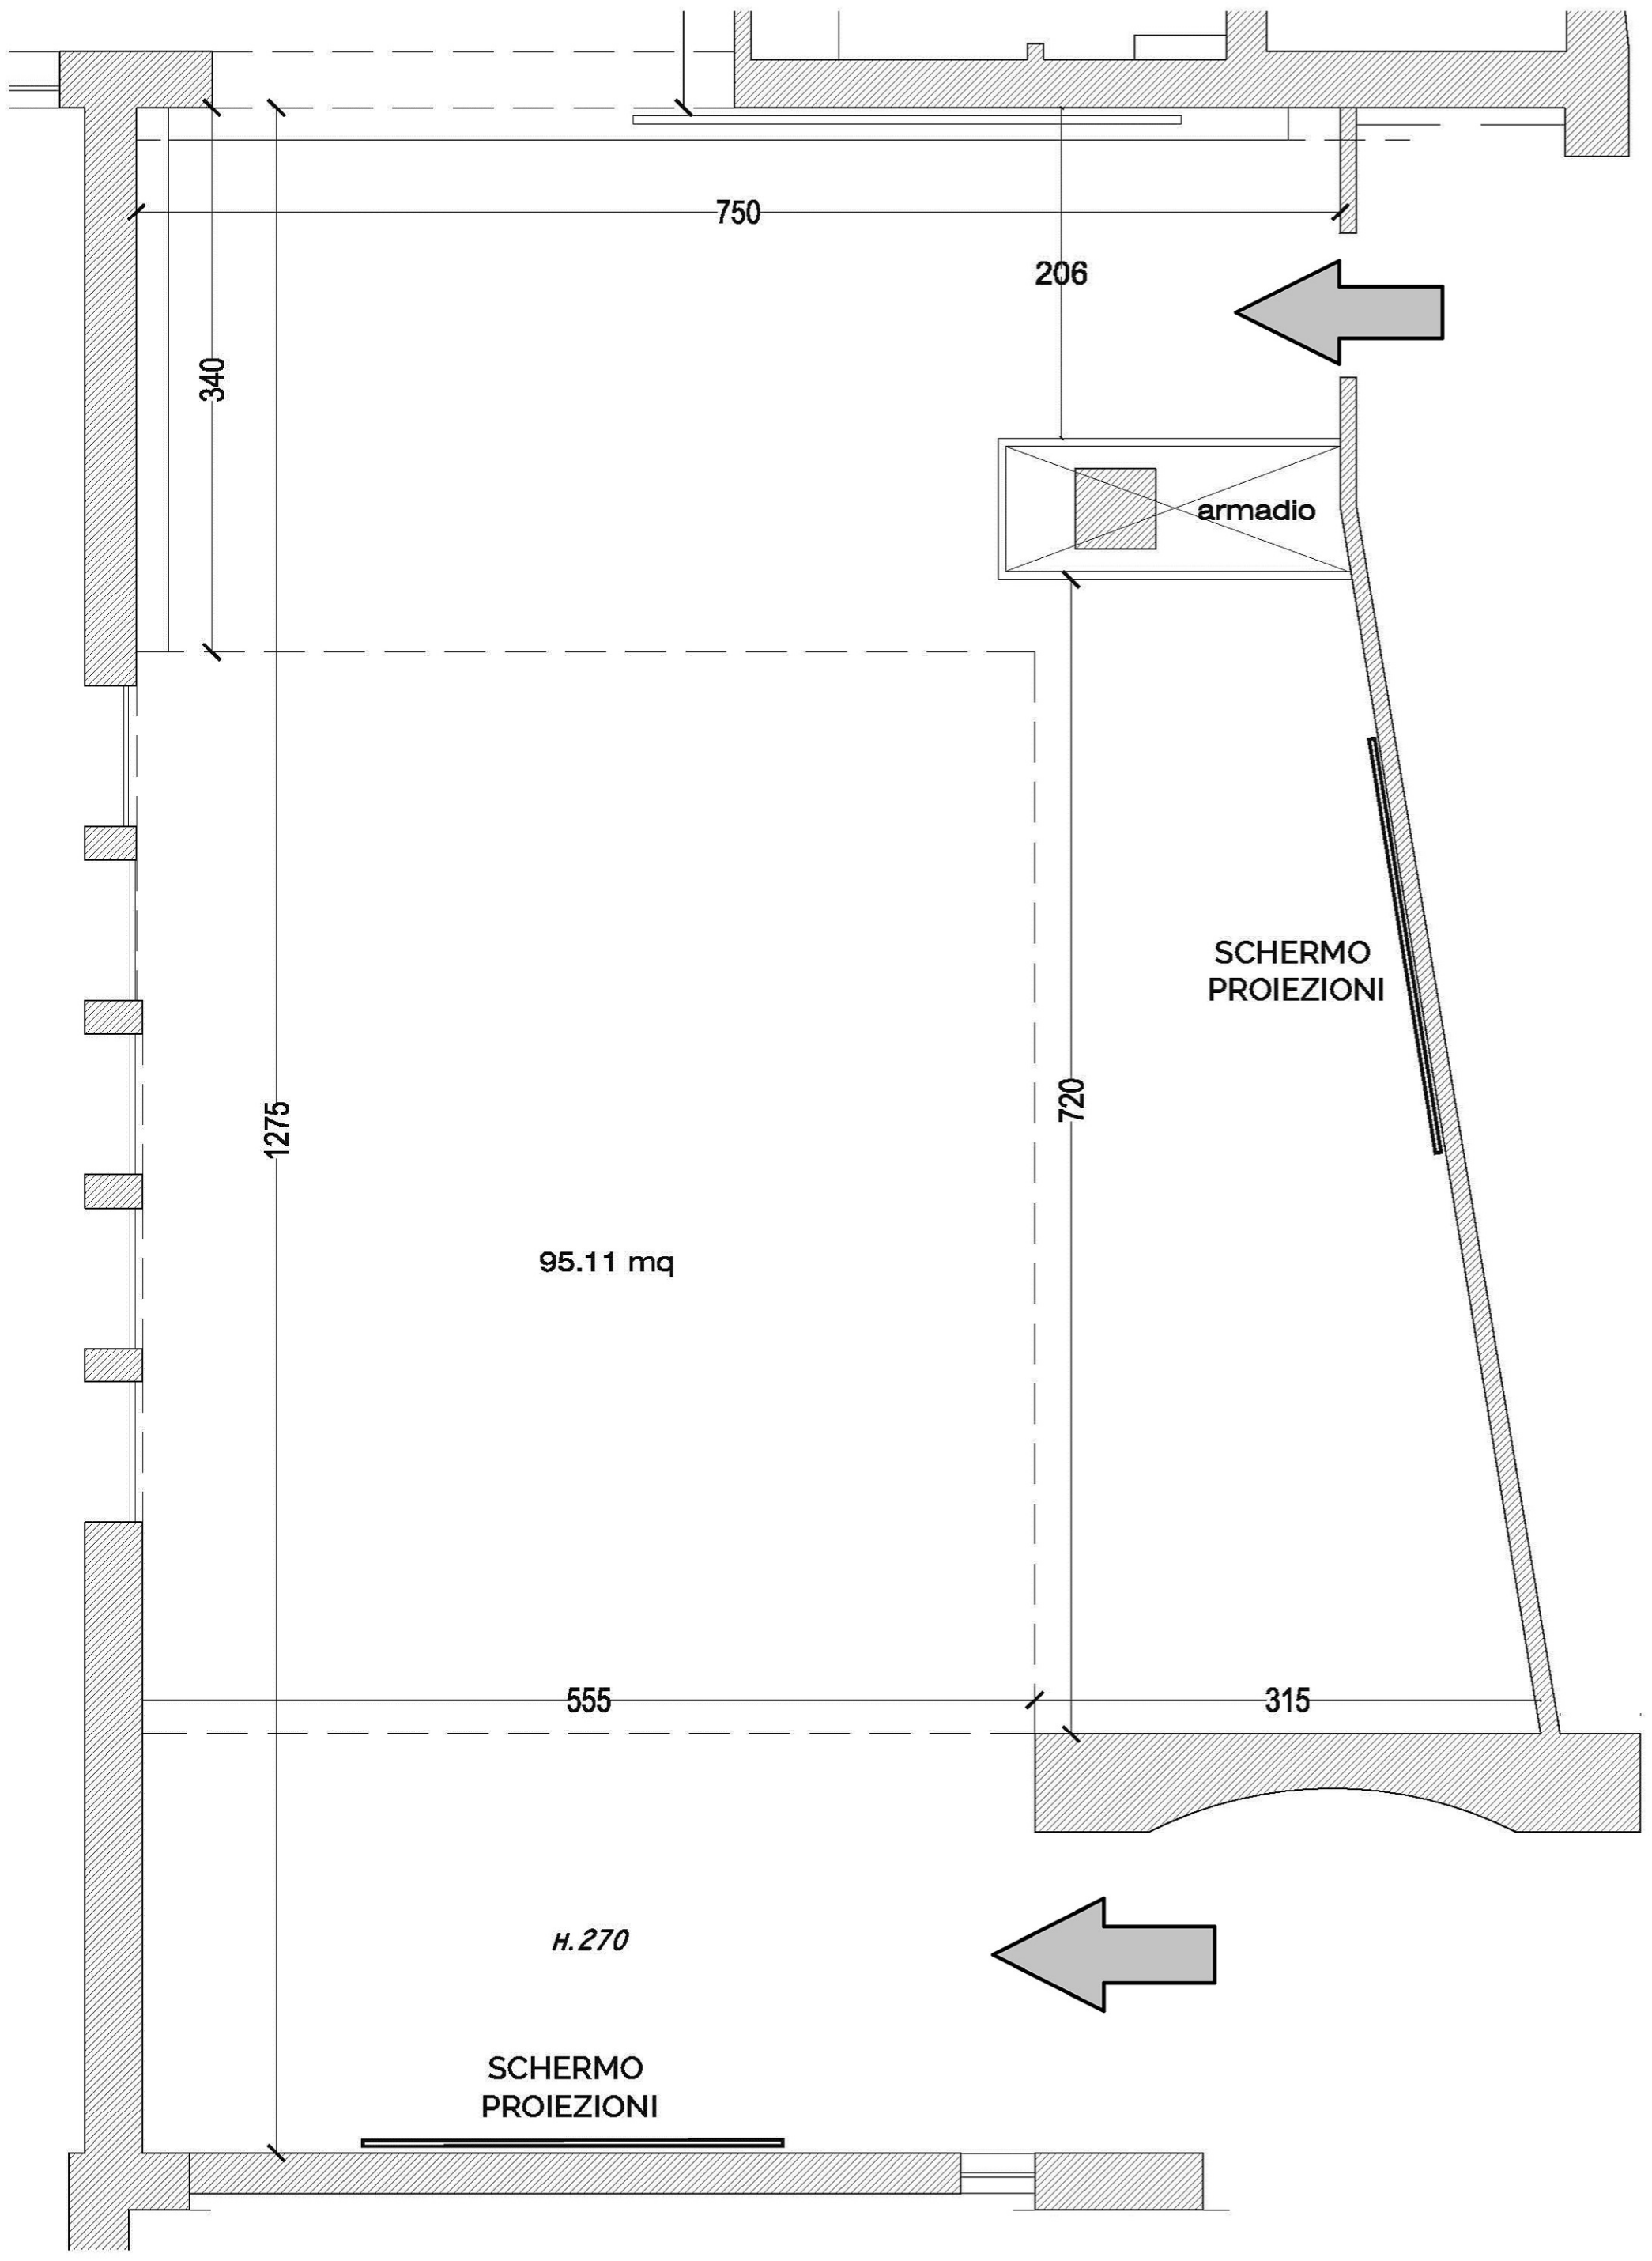 750
206
340
armadio
SCHERMO
PROIEZIONI
720
1275
95.11 mq
555
315
H.270
SCHERMO
PROIEZIONI